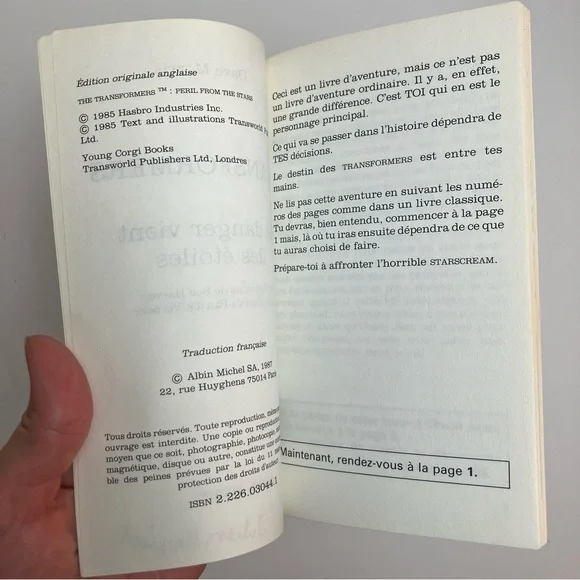 Édition originale anglaise
THE TRANSFORMERS ™ : PERIL FROM THE STARS
© 1985 Hasbro Industries Inc.
© 1985 Text and illustrations Transworld
Ltd.
Young Corgi Books
Transworld Publishers Ltd, Londres
Traduction française
© Albin Michel SA, 1987
22, rue Huyghens 75014 Paris
Tous droits réservés. Toute reproduction,
ouvrage est interdite. Une copie ou
moyen que ce soit, photographie,
magnétique, disque ou autre, constitue une
ble des peines prévues par la loi du 11
protection des droits
ISBN 2.226.03044.1
Ceci est un livre d'aventure, mais ce n'est pas
un livre d'aventure ordinaire. Il y a, en effet,
une grande différence. C'est TOI qui en est le
personnage principal.
Ce qui va se passer dans l'histoire dépendra de
TES décisions.
Le destin des TRANSFORMERS est entre tes
mains.
Ne lis pas cette aventure en suivant les numé-
ros des pages comme dans un livre classique.
Tu devras, bien entendu, commencer à la page
1 mais, là où tu iras ensuite dépendra de ce que
tu auras choisi de faire.
Prépare-toi à affronter l'horrible STARSCREAM.
Maintenant, rendez-vous à la page 1.